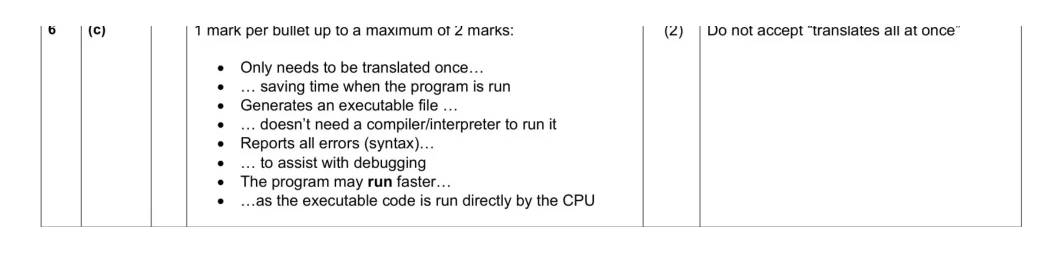 6 (c) 1 mark per bullet up to a maximum of 2 marks: (2) Do not accept “translates all at once”
• Only needs to be translated once…
• … saving time when the program is run
• Generates an executable file …
• … doesn’t need a compiler/interpreter to run it
• Reports all errors (syntax)…
• … to assist with debugging
• The program may run faster…
• …as the executable code is run directly by the CPU